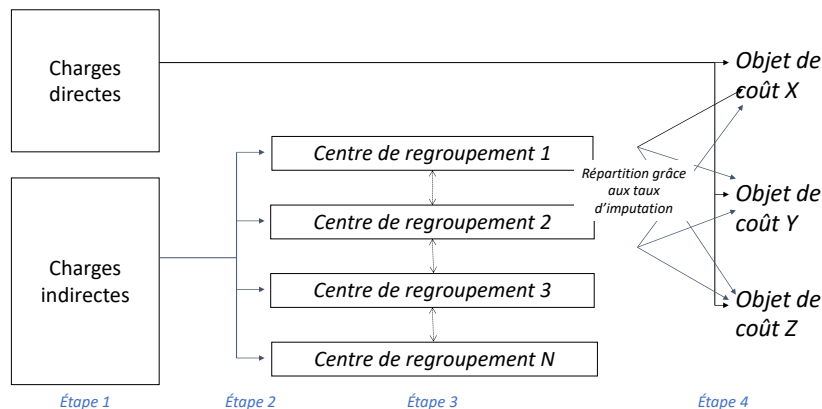 Charges
directes
Objet de
coût X
Centre de regroupement 1
Répartition grâce
aux taux
d'imputation
Objet de
coût Y
Centre de regroupement 2
Charges
indirectes
Centre de regroupement 3
Objet de
coût Z
Centre de regroupement N
Étape 1
Étape 2
Étape 3
Étape 4